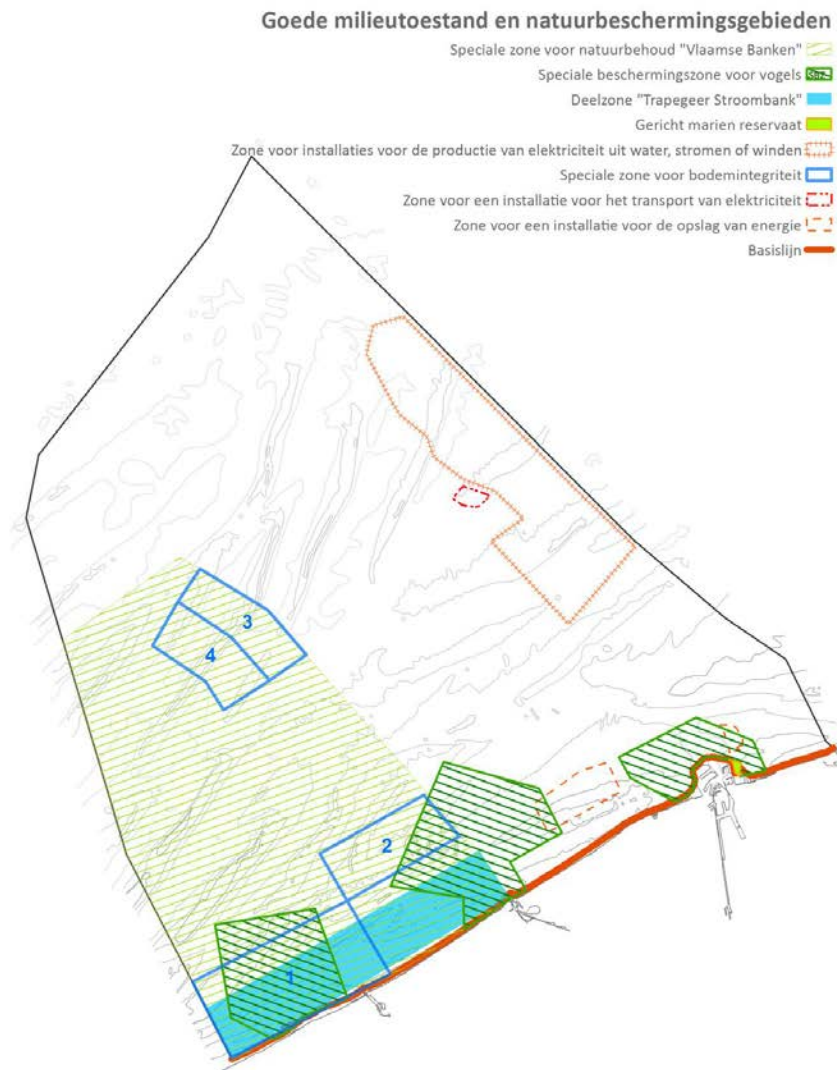 Goede milieutoestand en natuurbeschermingsgebieden
Speciale zone voor natuurbehoud "Vlaamse Banken"
Speciale beschermingszone voor vogels
Deelzone "Trapegeer Stroombank"
Gericht marien reservaat
Zone voor installaties voor de productie van elektriciteit uit water, stromen of winden
Speciale zone voor bodemintegriteit
Zone voor een installatie voor het transport van elektriciteit
Zone voor een installatie voor de opslag van energie
Basislijn
3
4
2
1